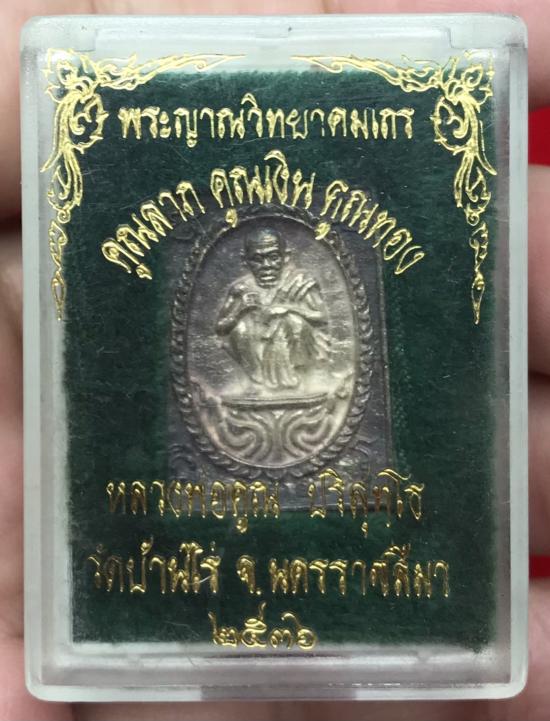 พระญาณวิทยาคมเถร
คูณลาภ คูณเงิน คูณทอง
หลวงพ่อคูณ ปริสุทฺโธ
วัดบ้านไร่ จ.นครราชสีมา
๒๕๓๖